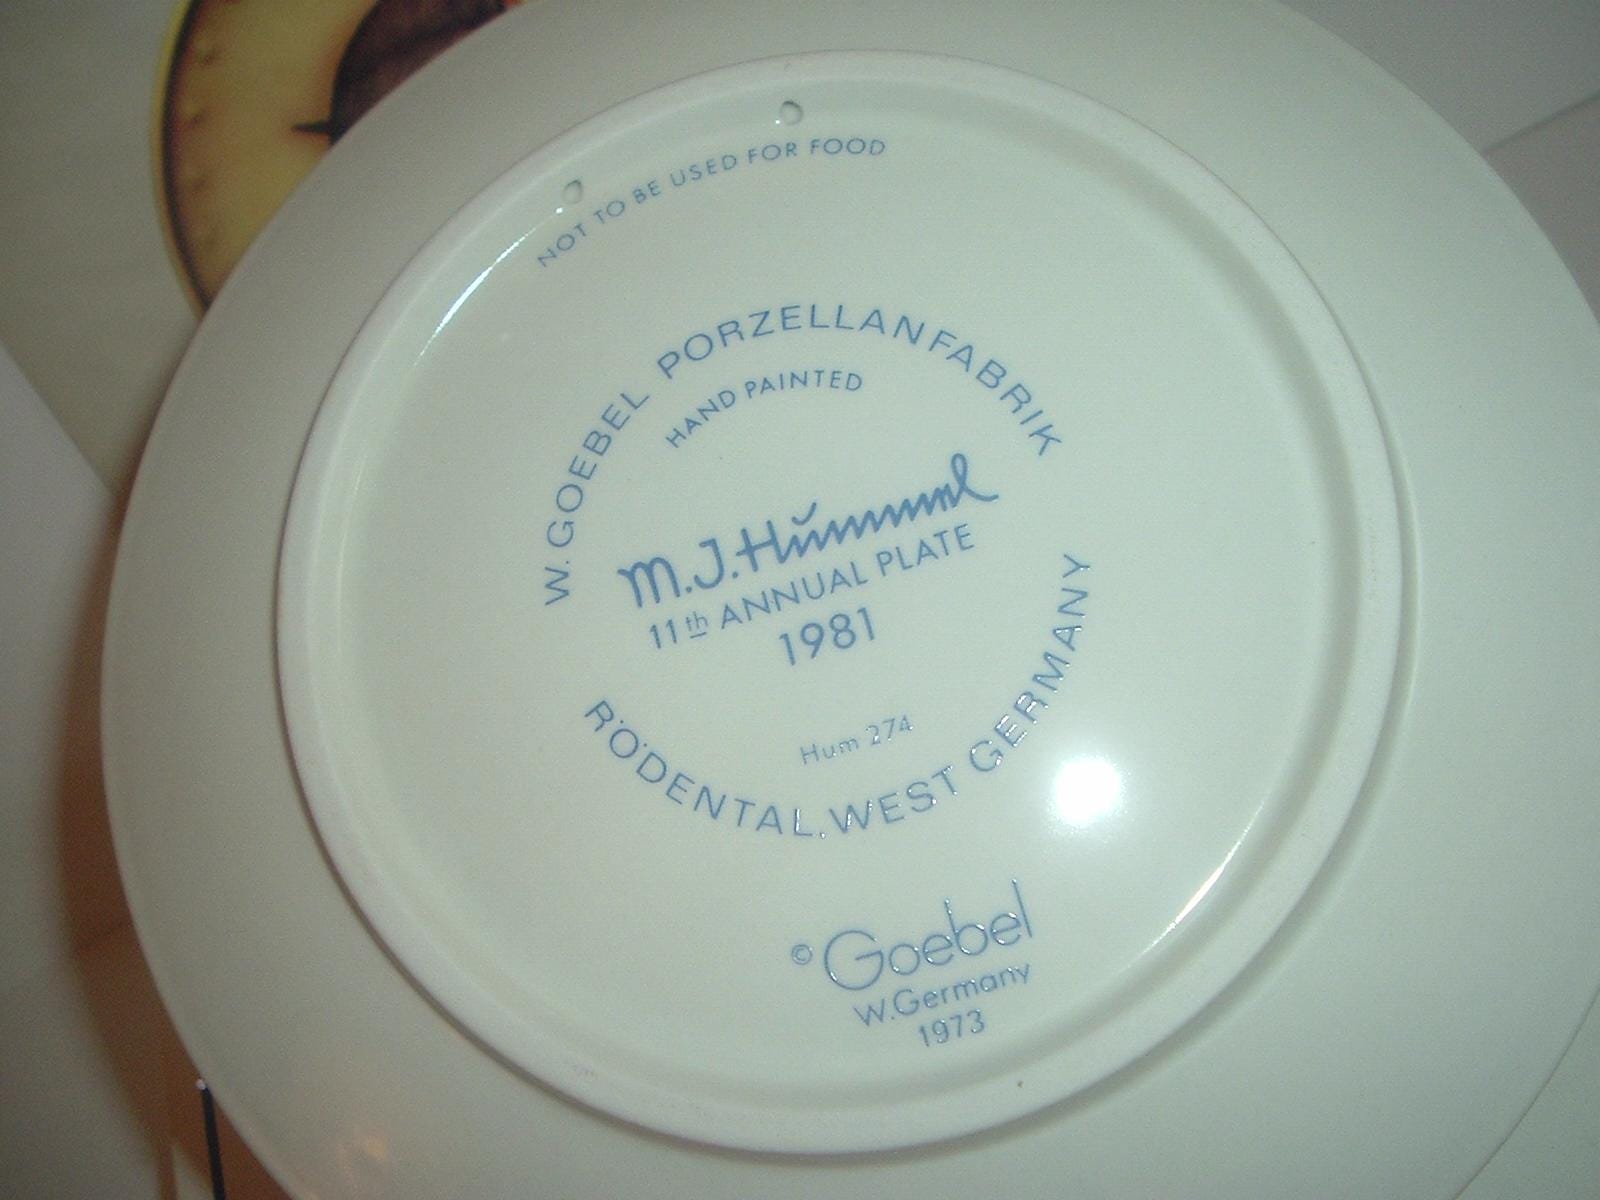 NOT TO BE USED FOR FOOD
W. GOEBEL PORZELLANFABRIK
HAND PAINTED
M.J. Hummel
11th ANNUAL PLATE
1981
Hum 274
RÖDENTAL. WEST GERMANY
© Goebel
W. Germany
1973